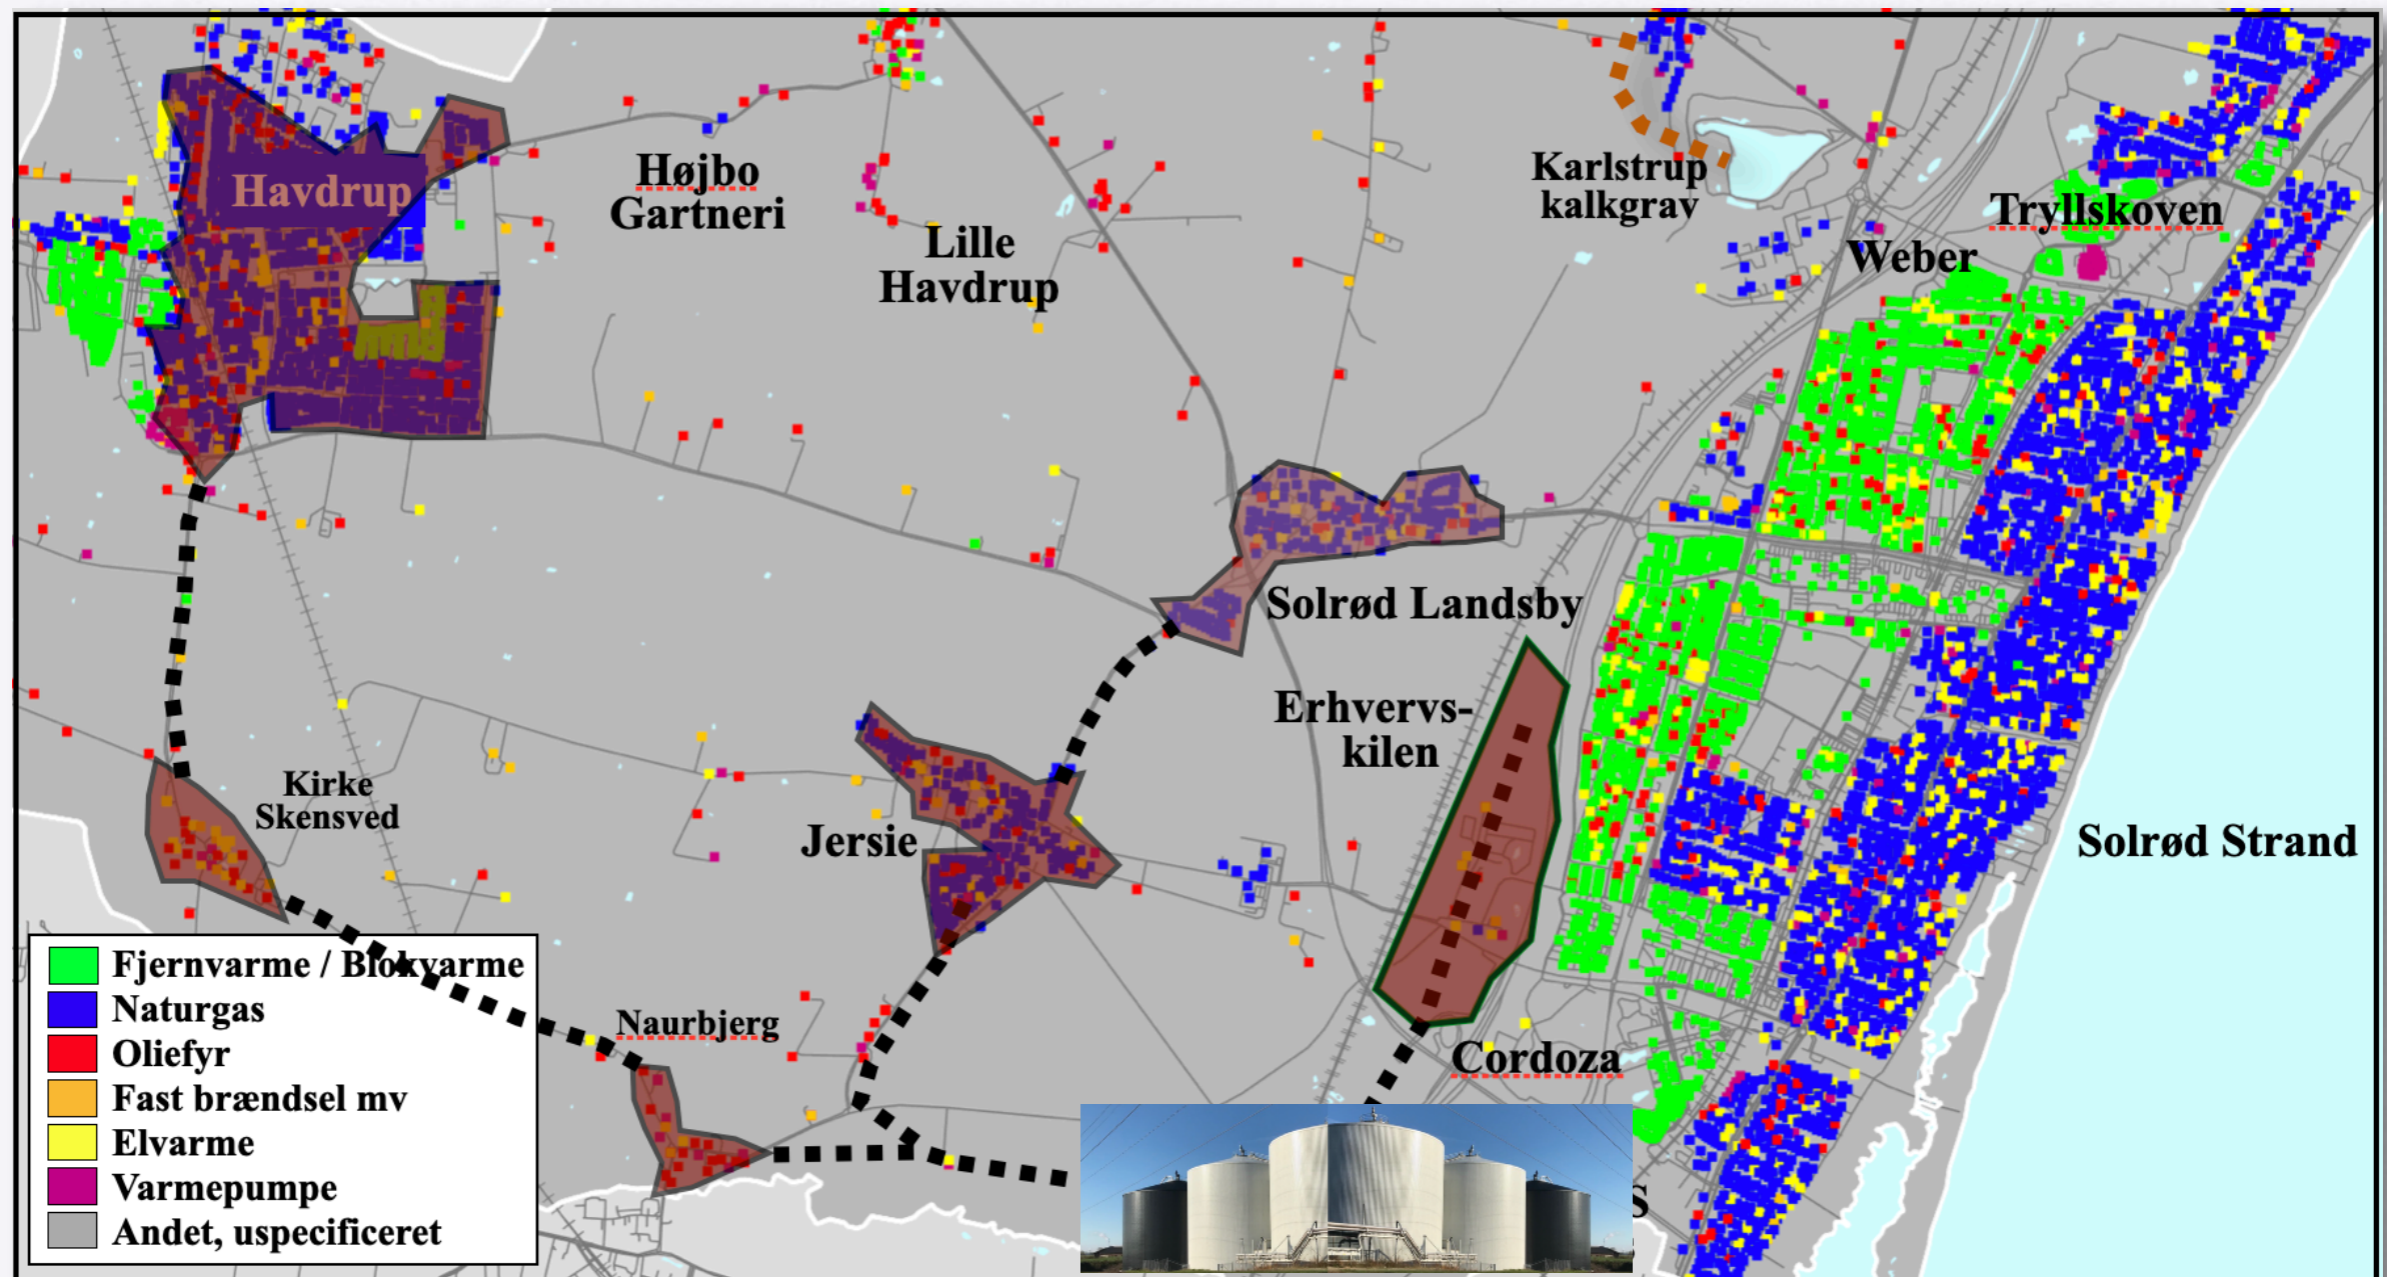 Havdrup
Højbo
Gartneri
Lille
Havdrup
Karlstrup
kalkgrav
Tryllskoven
Weber
Solrød Landsby
Erhvervs-
kilen
Kirke
Skensved
Jersie
Solrød Strand
Naurbjerg
Cordoza
S
Fjernvarme / Blokvarme
Naturgas
Oliefyr
Fast brændsel mv
Elvarme
Varmepumpe
Andet, uspecificeret